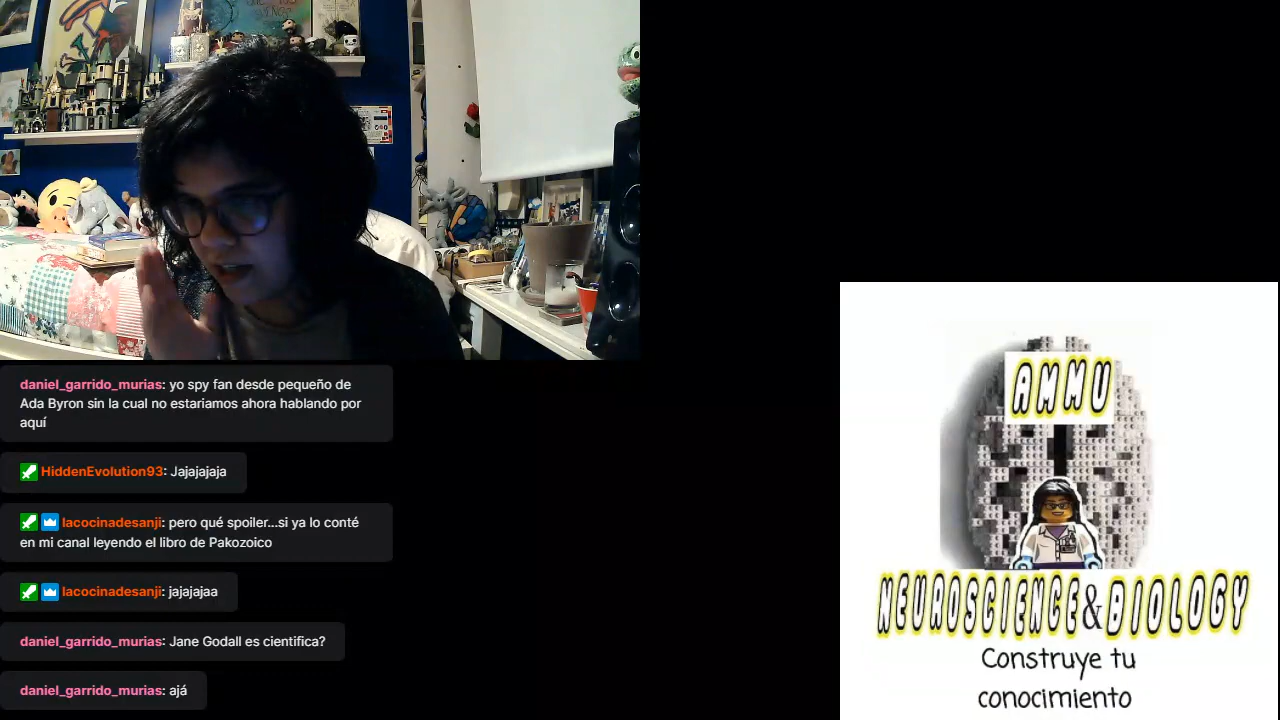 daniel_garrido_murias: yo spy fan desde pequeño de
Ada Byron sin la cual no estariamos ahora hablando por
aquí
HiddenEvolution93: Jajajajaja
lacocinadesanji: pero qué spoiler...si ya lo conté
en mi canal leyendo el libro de Pakozoico
lacocinadesanji: jajajajaa
daniel_garrido_murias: Jane Godall es cientifica?
daniel_garrido_murias: ajá
AMMU
NEUROSCIENCE&BIOLOGY
Construye tu
conocimiento